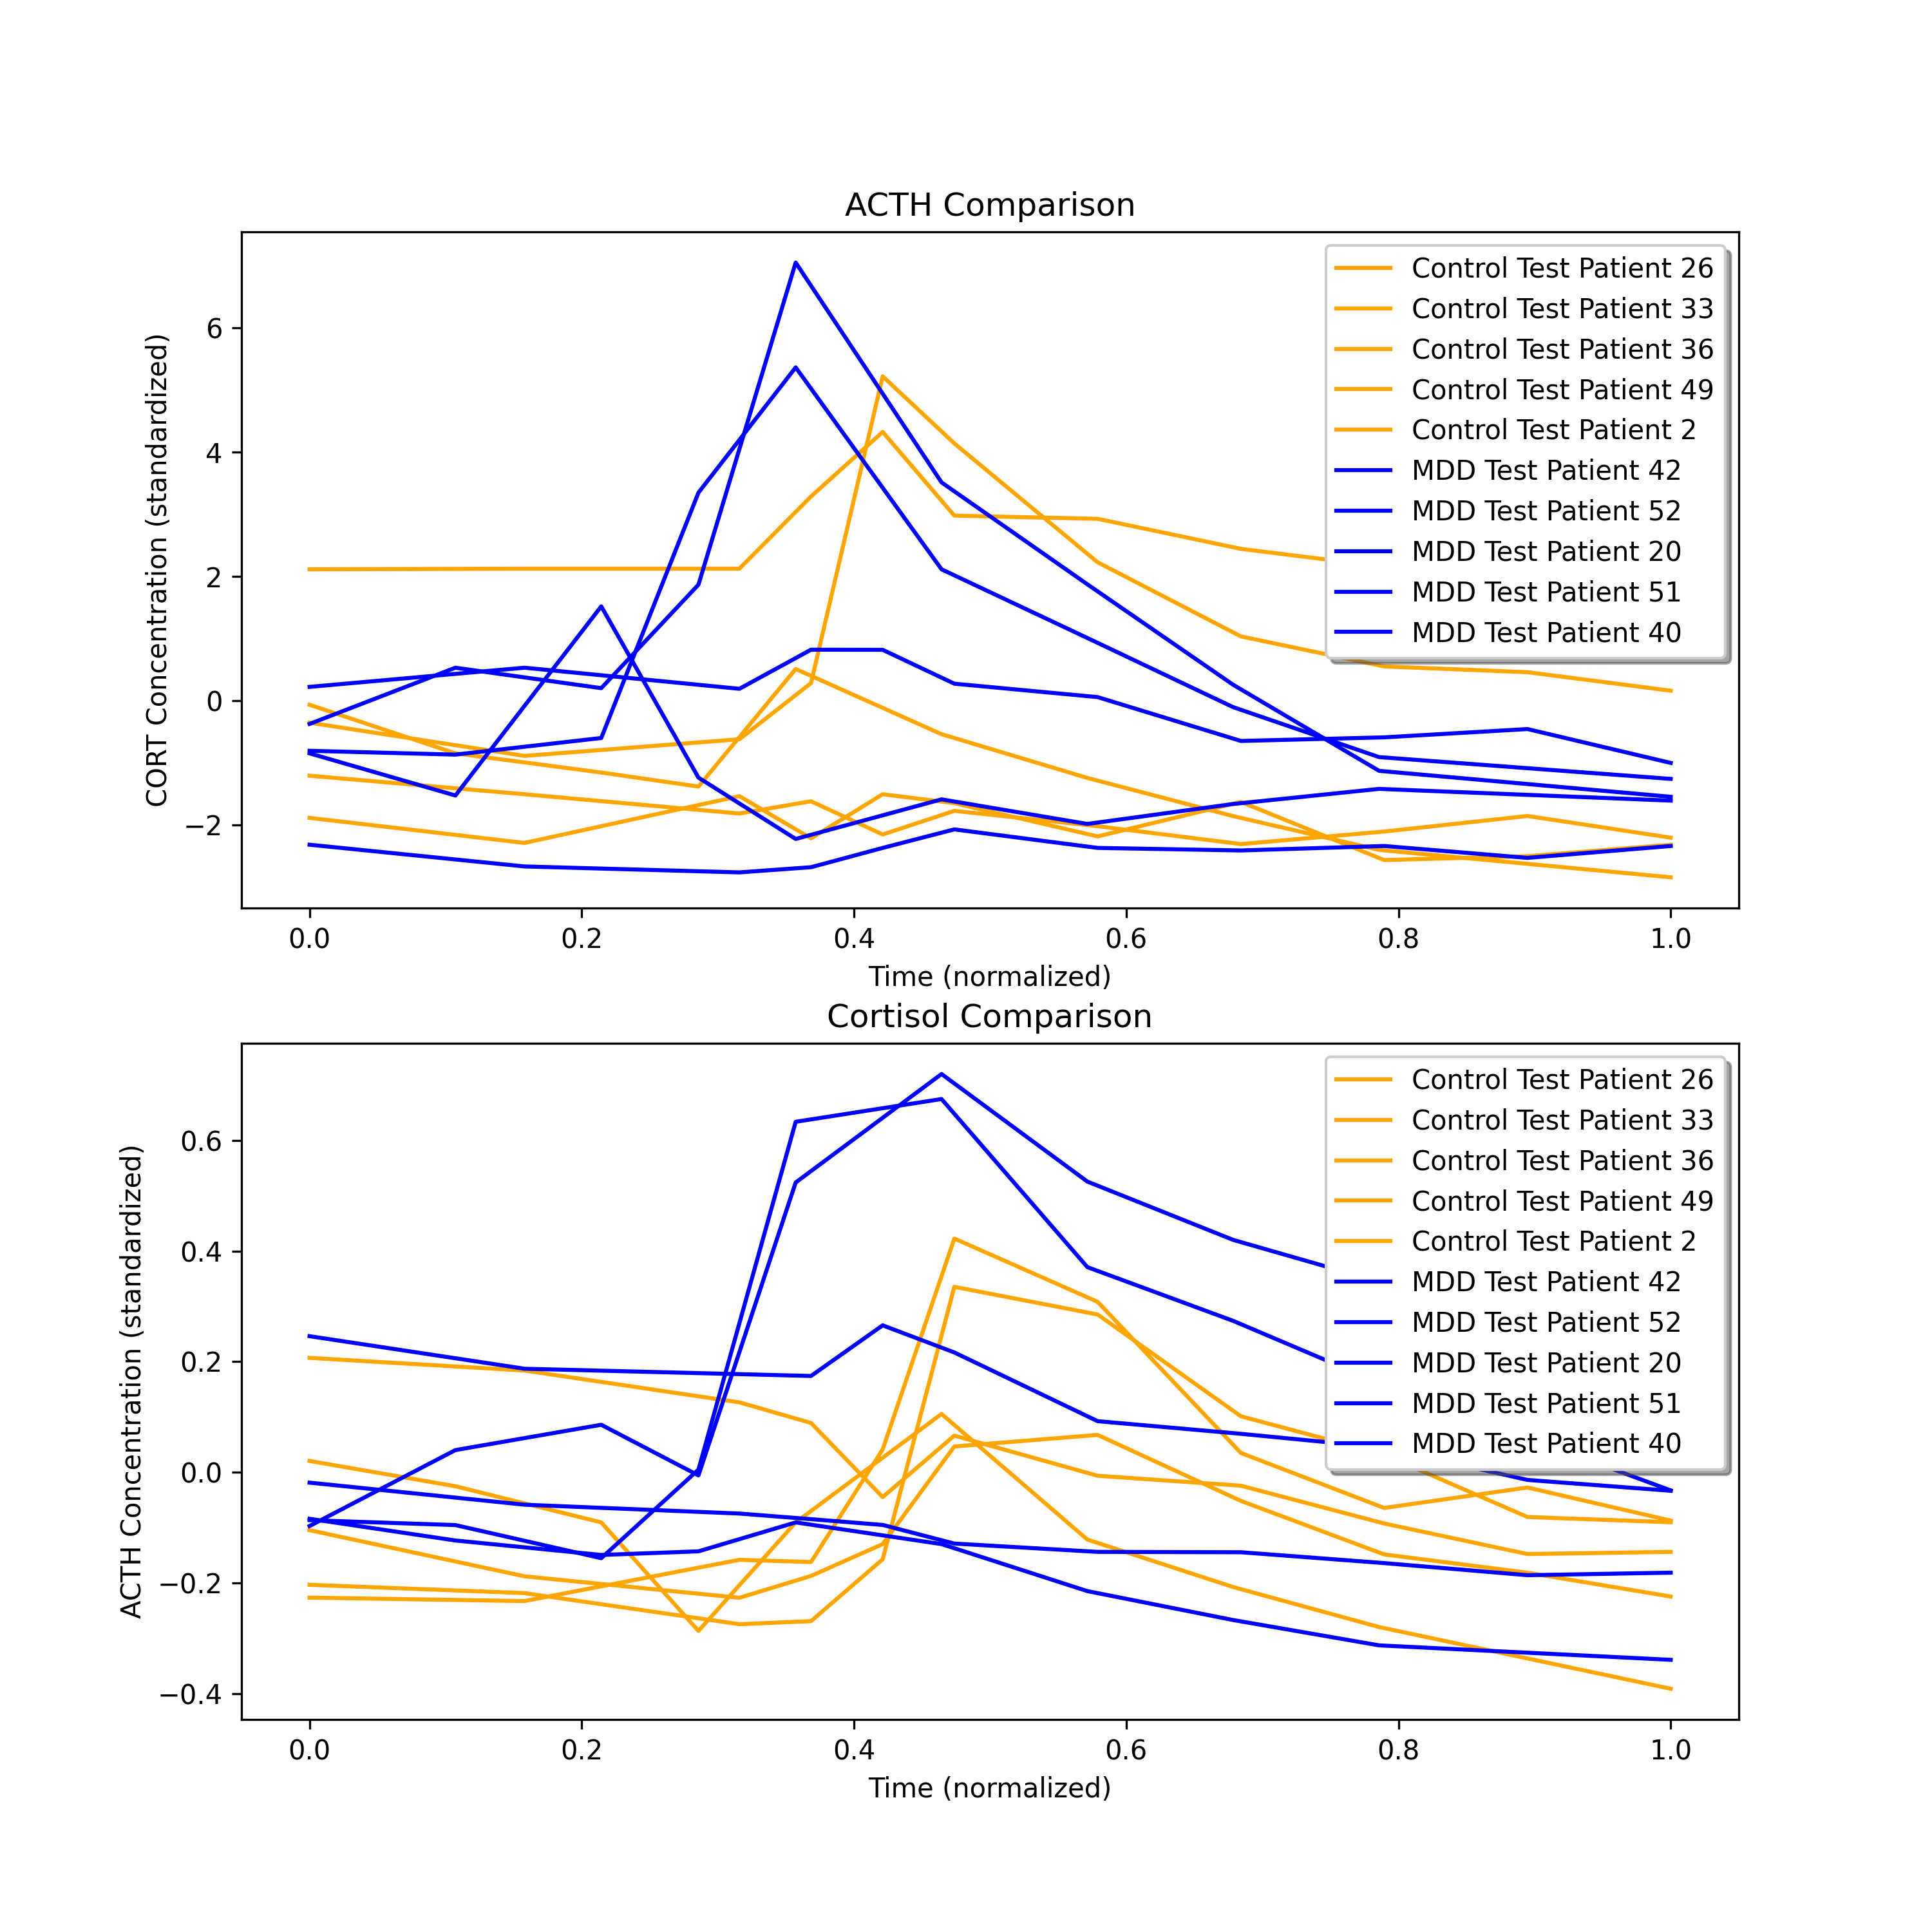 ACTH Comparison
CORT Concentration (standardized)
6
4
2
0
−2
Control Test Patient 26
Control Test Patient 33
Control Test Patient 36
Control Test Patient 49
Control Test Patient 2
MDD Test Patient 42
MDD Test Patient 52
MDD Test Patient 20
MDD Test Patient 51
MDD Test Patient 40
0.0 0.2 0.4 0.6 0.8 1.0
Time (normalized)
Cortisol Comparison
ACTH Concentration (standardized)
0.6
0.4
0.2
0.0
−0.2
−0.4
Control Test Patient 26
Control Test Patient 33
Control Test Patient 36
Control Test Patient 49
Control Test Patient 2
MDD Test Patient 42
MDD Test Patient 52
MDD Test Patient 20
MDD Test Patient 51
MDD Test Patient 40
0.0 0.2 0.4 0.6 0.8 1.0
Time (normalized)